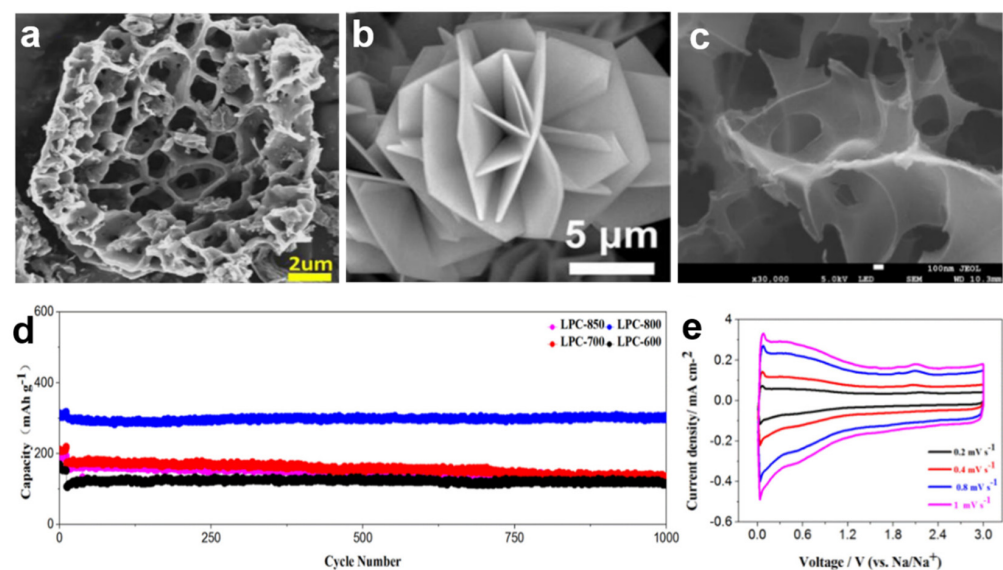 a
2um
b
5 μm
c
100nm JEOL
x30,000 5.0kV LED SEM WD 10.3mm
d
600
400
200
0
Capacity (mAh g-1)
LPC-850 LPC-800
LPC-700 LPC-600
0 250 500 750 1000
Cycle Number
e
0.4
0.2
0.0
-0.2
-0.4
-0.6
Current density/ mA cm-2
0.2 mV s-1
0.4 mV s-1
0.8 mV s-1
1 mV s-1
0.0 0.6 1.2 1.8 2.4 3.0
Voltage / V (vs. Na/Na+)